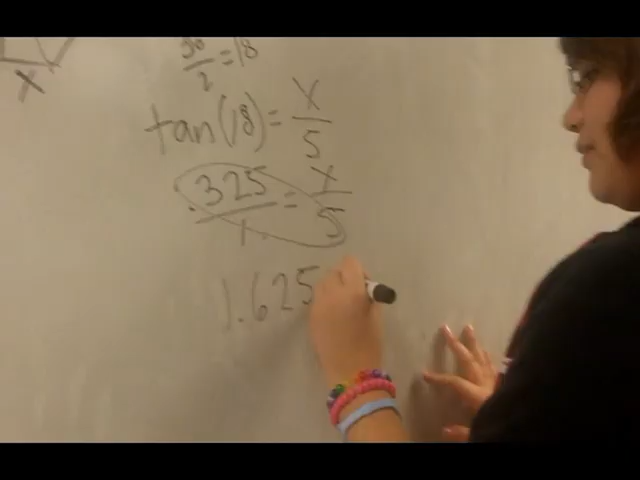 x
36/2 = 18
tan(18) = x/5
.325/1 = x/5
1.625